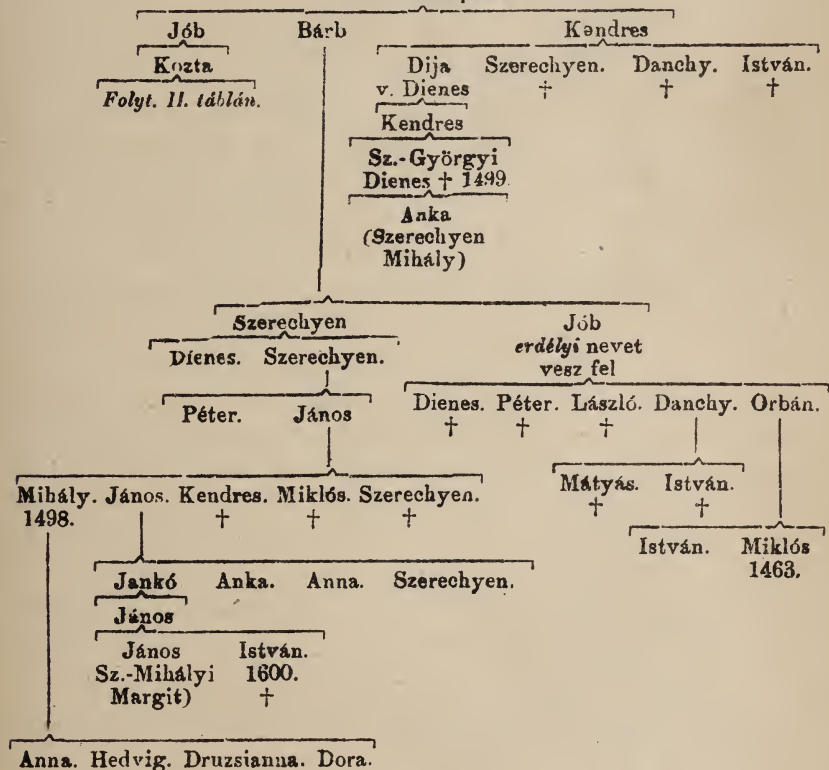 Jób Bárb Kendres
Kozta Dija Szerechyen. Danchy. István.
Folyt. II. táblán. v. Dienes † † †
Kendres
Sz.-Györgyi
Dienes † 1499.
Anka
(Szerechyen
Mihály)
Szerechyen Jób
erdélyi nevet
Dienes. Szerechyen. vesz fel
Péter. János Dienes. Péter. László. Danchy. Orbán.
† † †
Mihály. János. Kendres. Miklós. Szerechyen. Mátyás. István.
1498. † † † † †
István. Miklós
1463.
Jankó Anka. Anna. Szerechyen.
János
János István.
Sz.-Mihályi 1600.
Margit) †
Anna. Hedvig. Druzsianna. Dora.